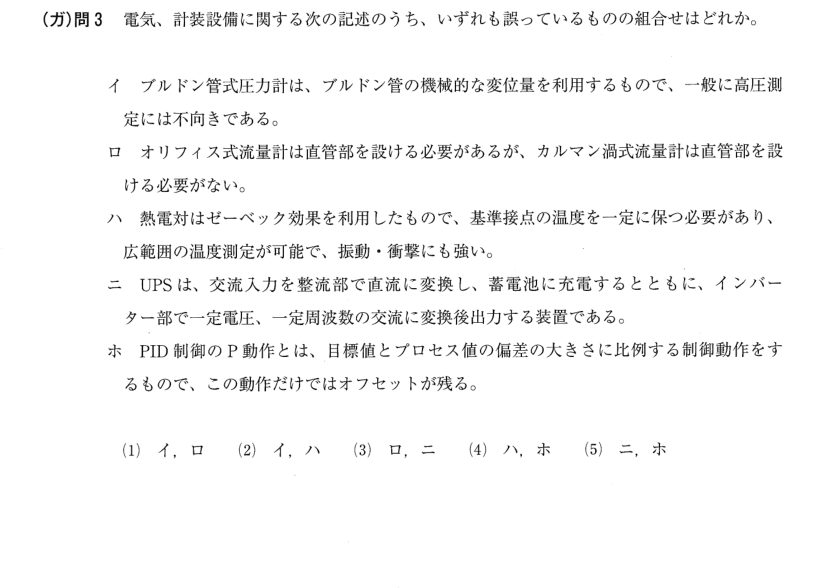 (ガ)問3　電気、計装設備に関する次の記述のうち、いずれも誤っているものの組合せはどれか。
イ　ブルドン管式圧力計は、ブルドン管の機械的な変位量を利用するもので、一般に高圧測
定には不向きである。
ロ　オリフィス式流量計は直管部を設ける必要があるが、カルマン渦式流量計は直管部を設
ける必要がない。
ハ　熱電対はゼーベック効果を利用したもので、基準接点の温度を一定に保つ必要があり、
広範囲の温度測定が可能で、振動・衝撃にも強い。
ニ　UPSは、交流入力を整流部で直流に変換し、蓄電池に充電するとともに、インバー
ター部で一定電圧、一定周波数の交流に変換後出力する装置である。
ホ　PID制御のP動作とは、目標値とプロセス値の偏差の大きさに比例する制御動作をす
るもので、この動作だけではオフセットが残る。
(1)　イ，ロ　(2)　イ，ハ　(3)　ロ，ニ　(4)　ハ，ホ　(5)　ニ，ホ